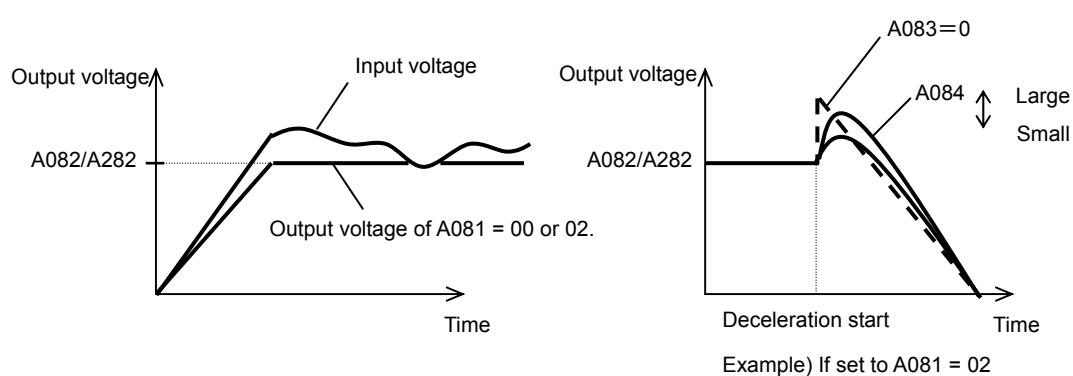 Output voltage
Input voltage
A082/A282
Output voltage of A081 = 00 or 02.
Time
A083＝0
Output voltage
A084
Large
Small
A082/A282
Deceleration start
Time
Example) If set to A081 = 02